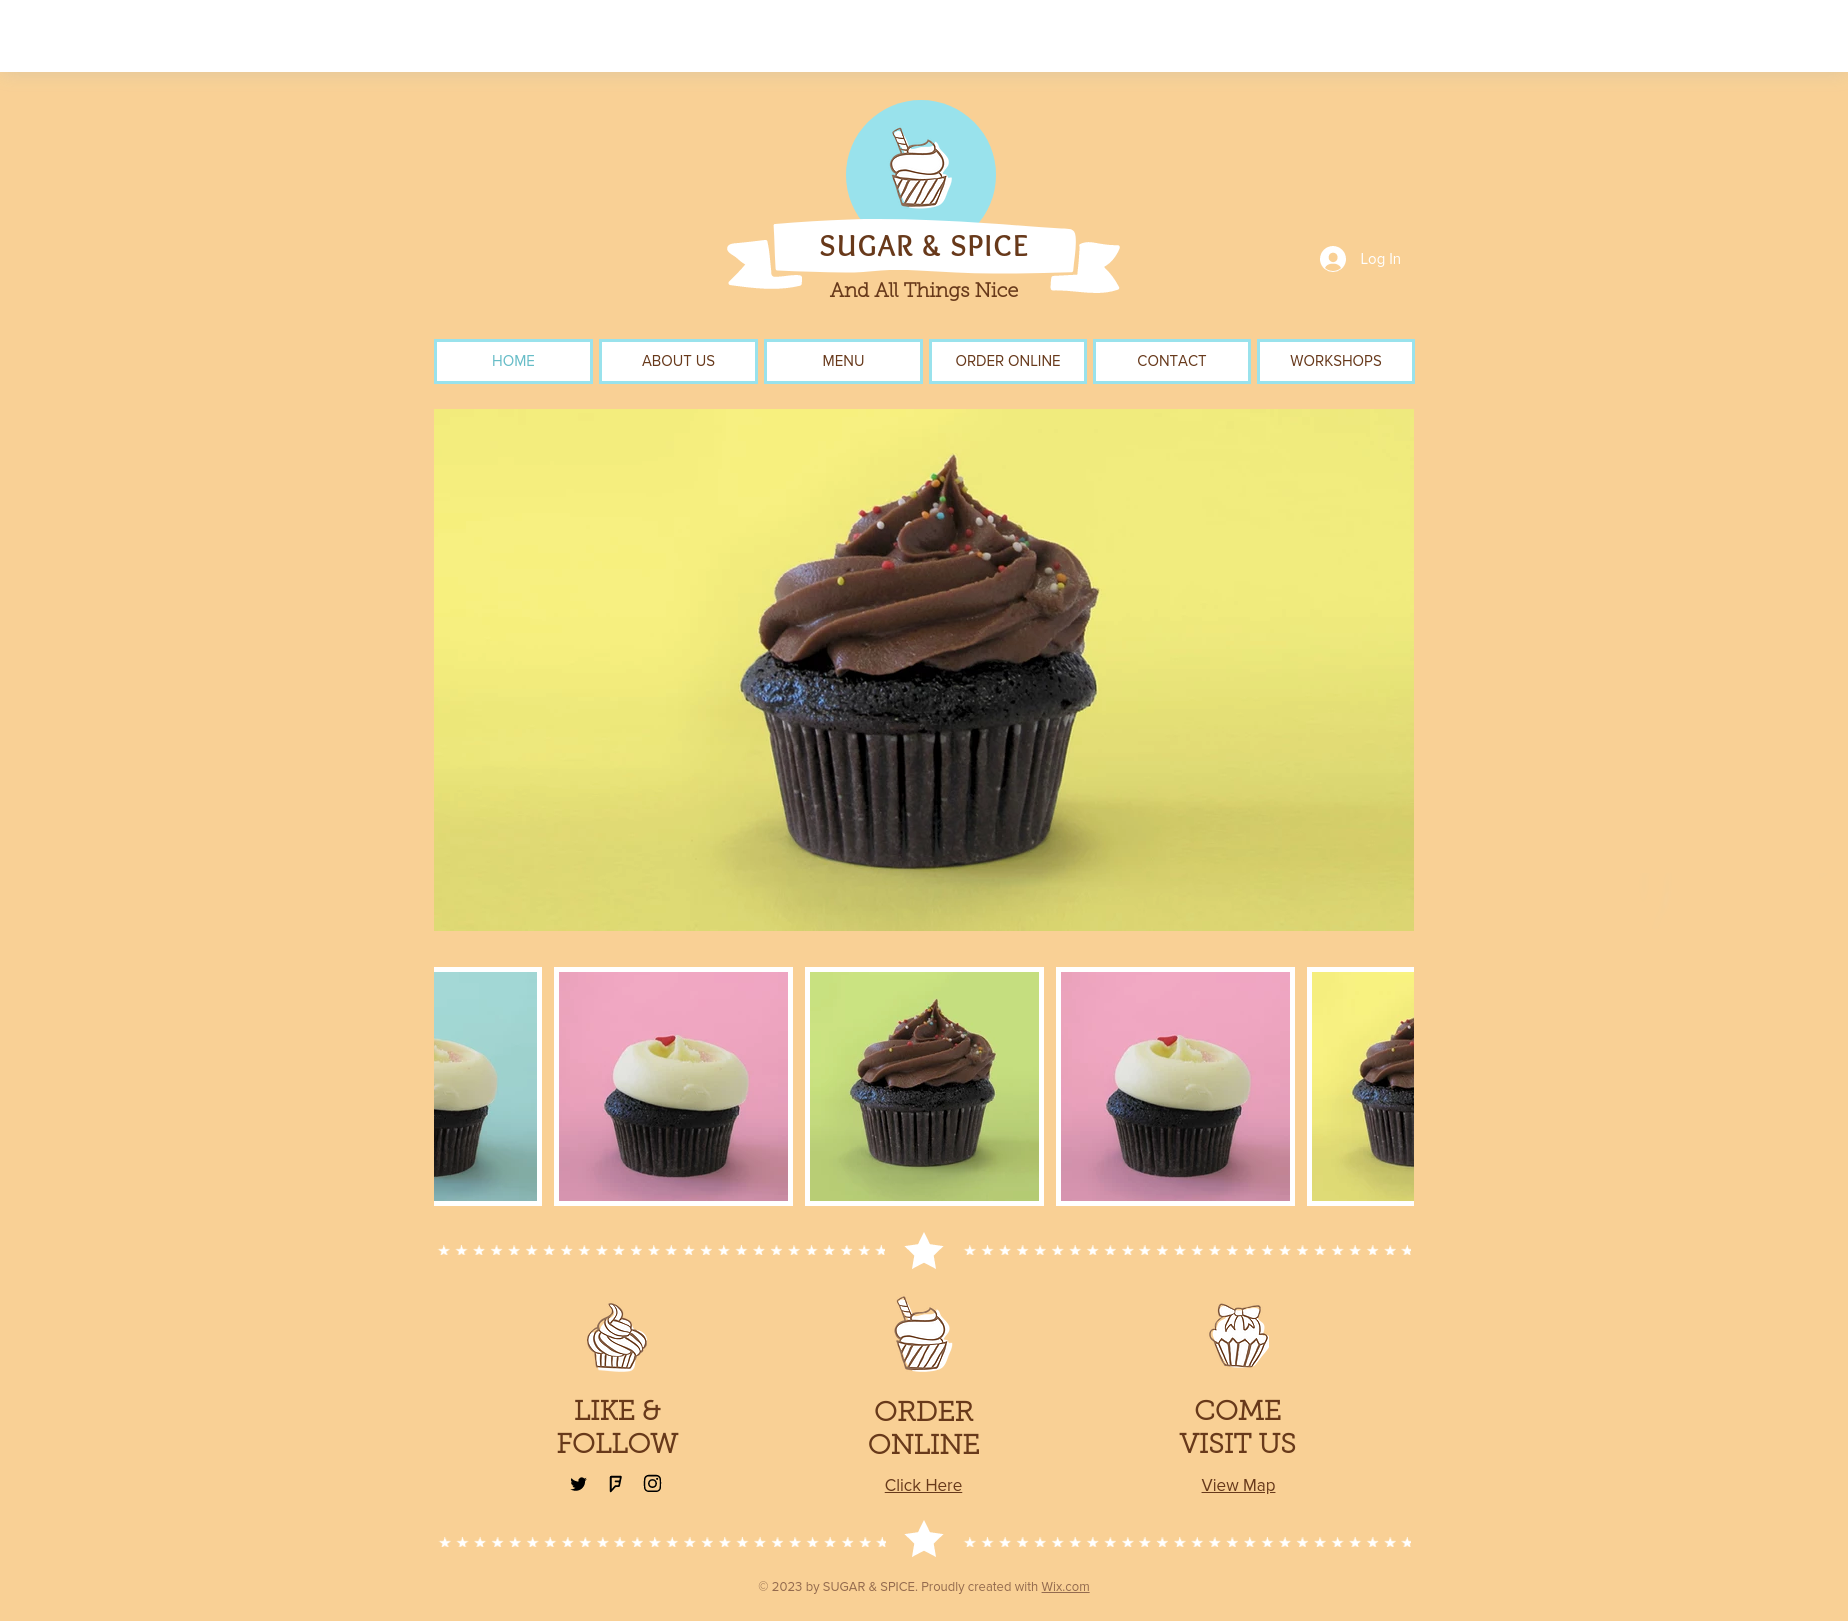 SUGAR & SPICE
And All Things Nice
Log In
HOME
ABOUT US
MENU
ORDER ONLINE
CONTACT
WORKSHOPS
LIKE &
FOLLOW
ORDER
ONLINE
Click Here
COME
VISIT US
View Map
© 2023 by SUGAR & SPICE. Proudly created with Wix.com